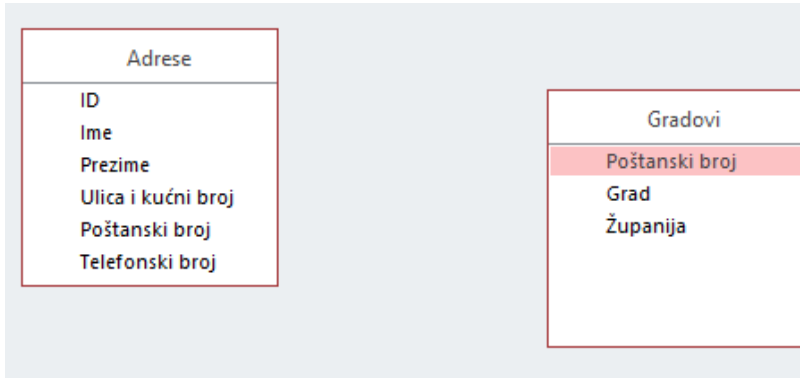 Adrese
ID
Ime
Prezime
Ulica i kućni broj
Poštanski broj
Telefonski broj
Gradovi
Poštanski broj
Grad
Županija